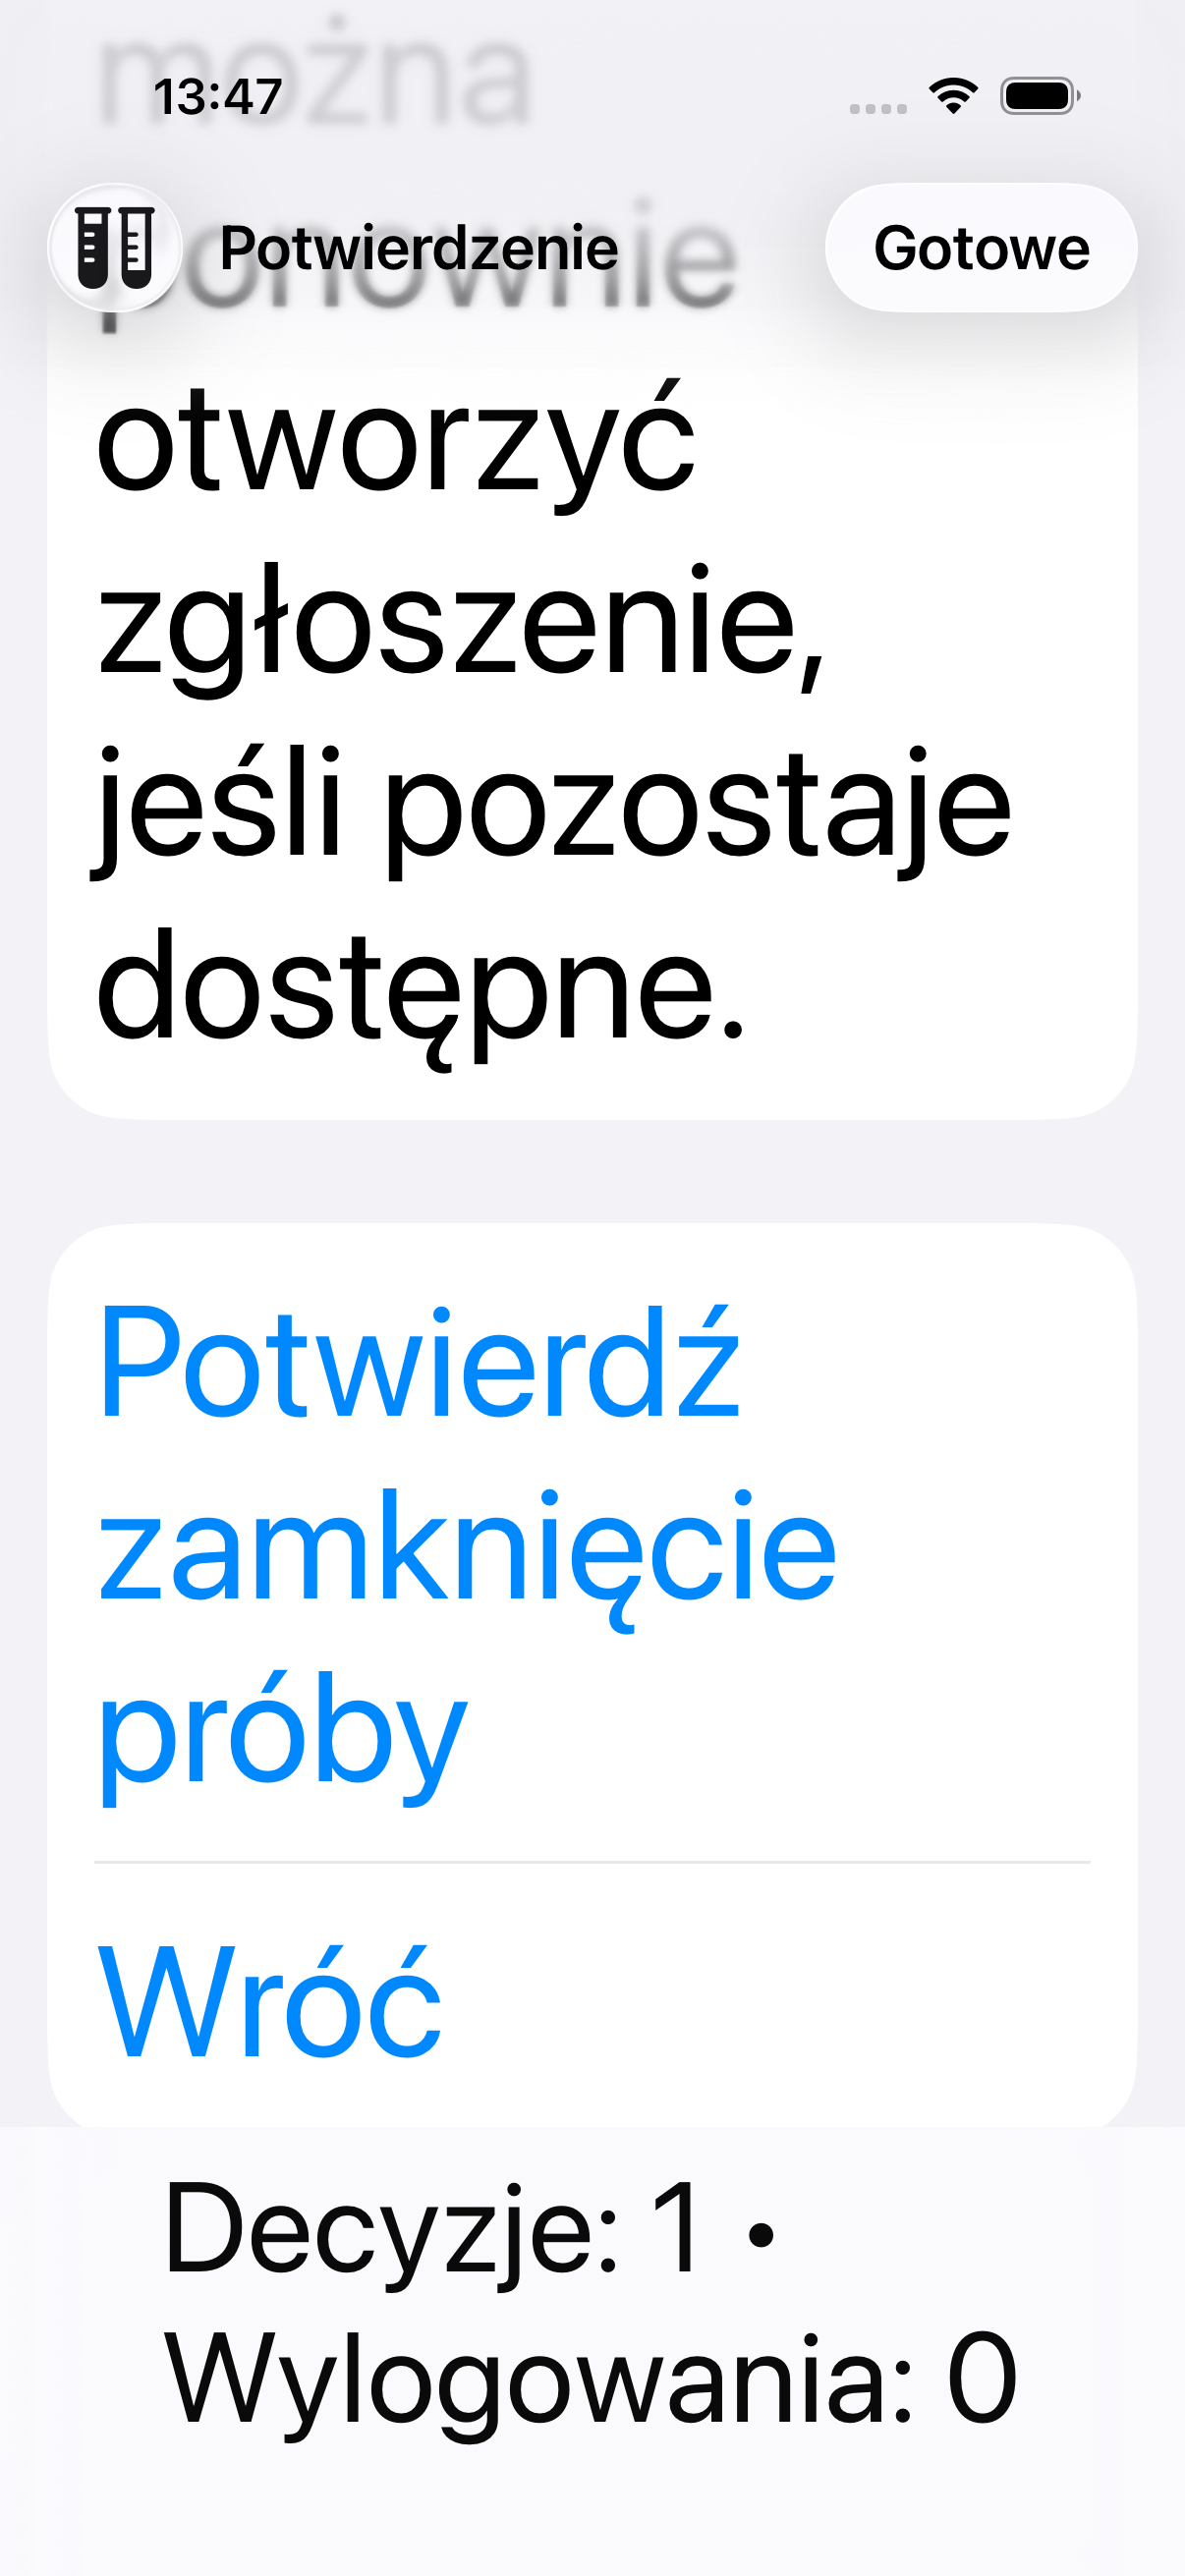 można
13:47
ponownie
Potwierdzenie
Gotowe
otworzyć
zgłoszenie,
jeśli pozostaje
dostępne.
Potwierdź
zamknięcie
próby
Wróć
Decyzje: 1 •
Wylogowania: 0